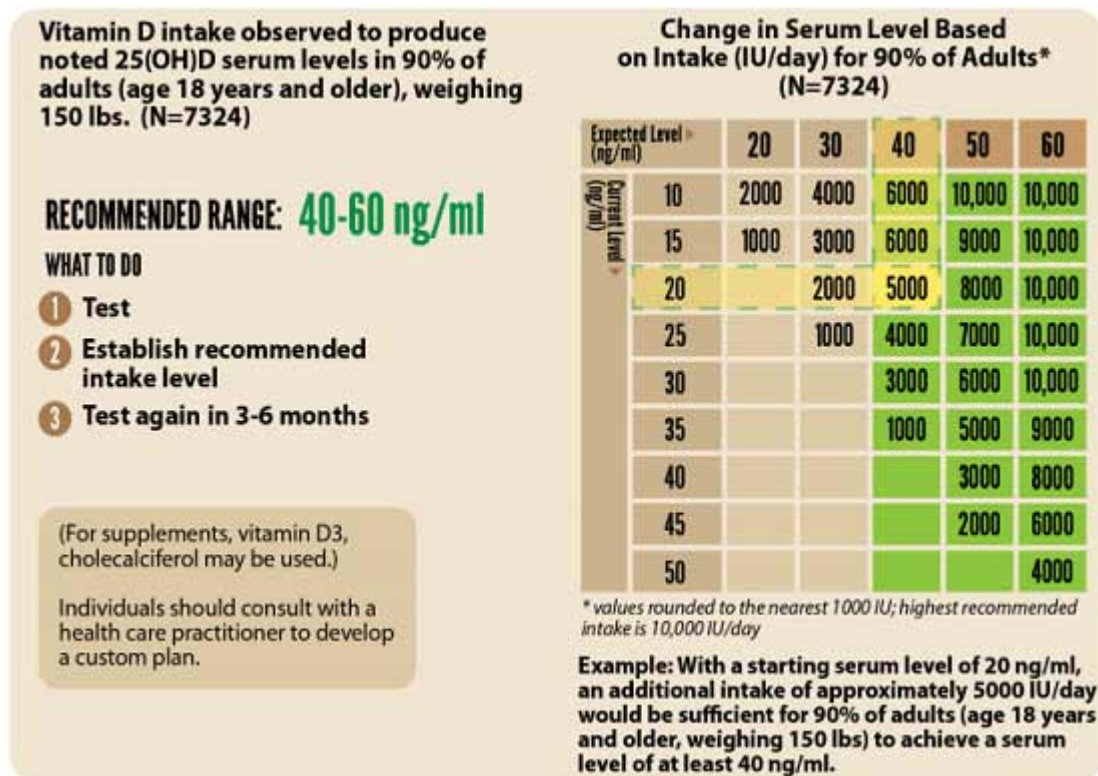 Vitamin D intake observed to produce
noted 25(OH)D serum levels in 90% of
adults (age 18 years and older), weighing
150 lbs. (N=7324)
RECOMMENDED RANGE: 40-60 ng/ml
WHAT TO DO
1 Test
2 Establish recommended
intake level
3 Test again in 3-6 months
(For supplements, vitamin D3,
cholecalciferol may be used.)
Individuals should consult with a
health care practitioner to develop
a custom plan.
Change in Serum Level Based
on Intake (IU/day) for 90% of Adults*
(N=7324)
Expected Level
(ng/ml)
20 30 40 50 60
Current Level
(ng/ml)
10 2000 4000 6000 10,000 10,000
15 1000 3000 6000 9000 10,000
20 2000 5000 8000 10,000
25 1000 4000 7000 10,000
30 3000 6000 10,000
35 1000 5000 9000
40 3000 8000
45 2000 6000
50 4000
* values rounded to the nearest 1000 IU; highest recommended
intake is 10,000 IU/day
Example: With a starting serum level of 20 ng/ml,
an additional intake of approximately 5000 IU/day
would be sufficient for 90% of adults (age 18 years
and older, weighing 150 lbs) to achieve a serum
level of at least 40 ng/ml.